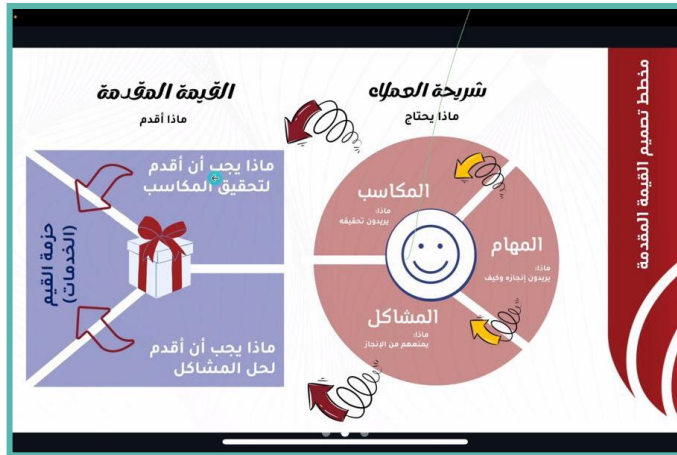 مخطط تصميم القيمة المقدمة
شريحة العملاء
ماذا يحتاج
المكاسب
ماذا:
يريدون تحقيقه
المهام
ماذا:
يريدون إنجازه وكيف
المشاكل
ماذا:
يمنعهم من الإنجاز
القيمة المقدمة
ماذا أقدم
ماذا يجب أن أقدم
لتحقيق المكاسب
حزمة القيم
(الخدمات)
ماذا يجب أن أقدم
لحل المشاكل